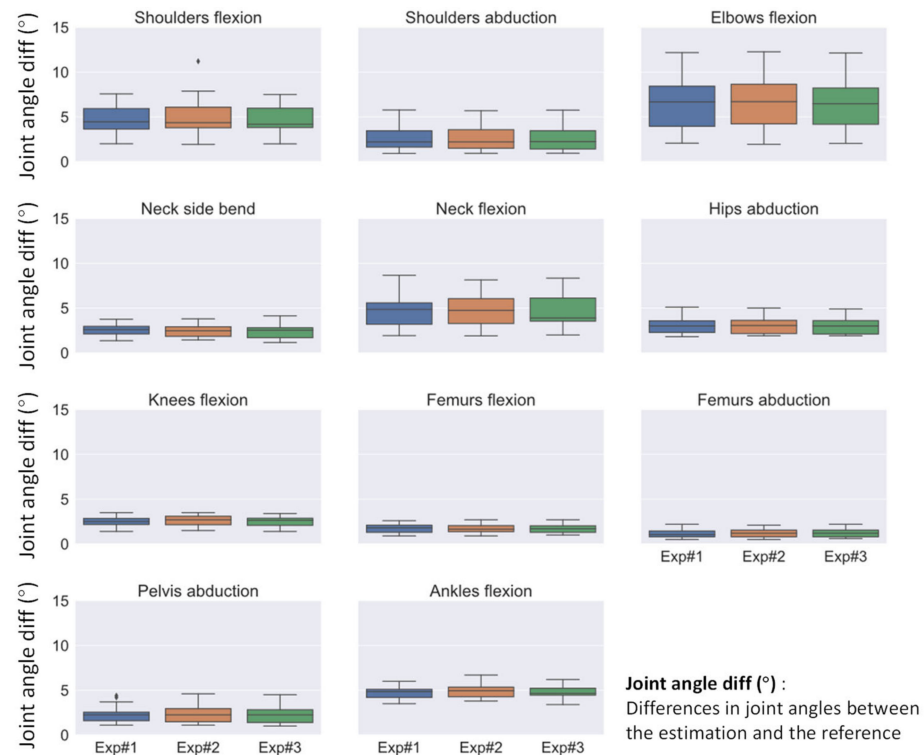 Shoulders flexion
Shoulders abduction
Elbows flexion
Joint angle diff (°)
15
10
5
0
Neck side bend
Neck flexion
Hips abduction
Joint angle diff (°)
15
10
5
0
Knees flexion
Femurs flexion
Femurs abduction
Joint angle diff (°)
15
10
5
0
Exp#1 Exp#2 Exp#3
Pelvis abduction
Ankles flexion
Joint angle diff (°)
15
10
5
0
Exp#1 Exp#2 Exp#3
Exp#1 Exp#2 Exp#3
Joint angle diff (°) :
Differences in joint angles between
the estimation and the reference